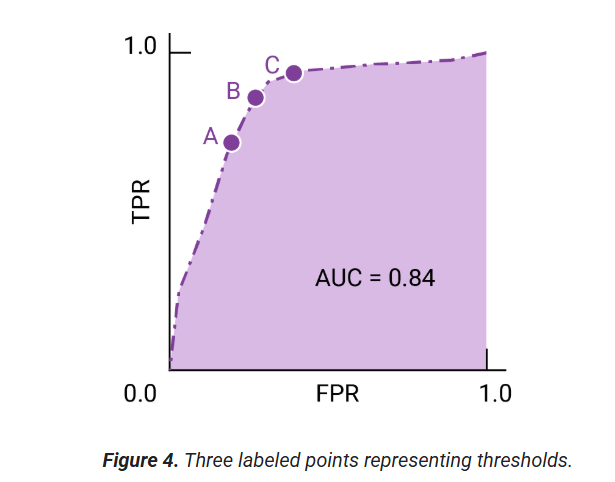 1.0
C
B
A
TPR
AUC = 0.84
0.0
FPR
1.0
Figure 4. Three labeled points representing thresholds.